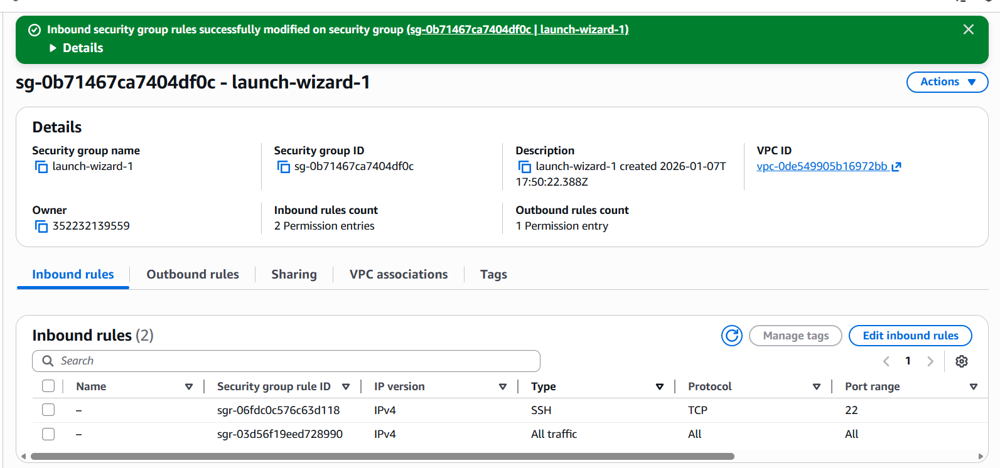 Inbound security group rules successfully modified on security group (sg-0b71467ca7404df0c | launch-wizard-1)
Details
sg-0b71467ca7404df0c - launch-wizard-1
Actions
Details
Security group name
launch-wizard-1
Security group ID
sg-0b71467ca7404df0c
Description
launch-wizard-1 created 2026-01-07T
17:50:22.388Z
VPC ID
vpc-0de549905b16972bb
Owner
352232139559
Inbound rules count
2 Permission entries
Outbound rules count
1 Permission entry
Inbound rules Outbound rules Sharing VPC associations Tags
Inbound rules (2)
Manage tags Edit inbound rules
Search
1
Name Security group rule ID IP version Type Protocol Port range
– sgr-06fdc0c576c63d118 IPv4 SSH TCP 22
– sgr-03d56f19eed728990 IPv4 All traffic All All